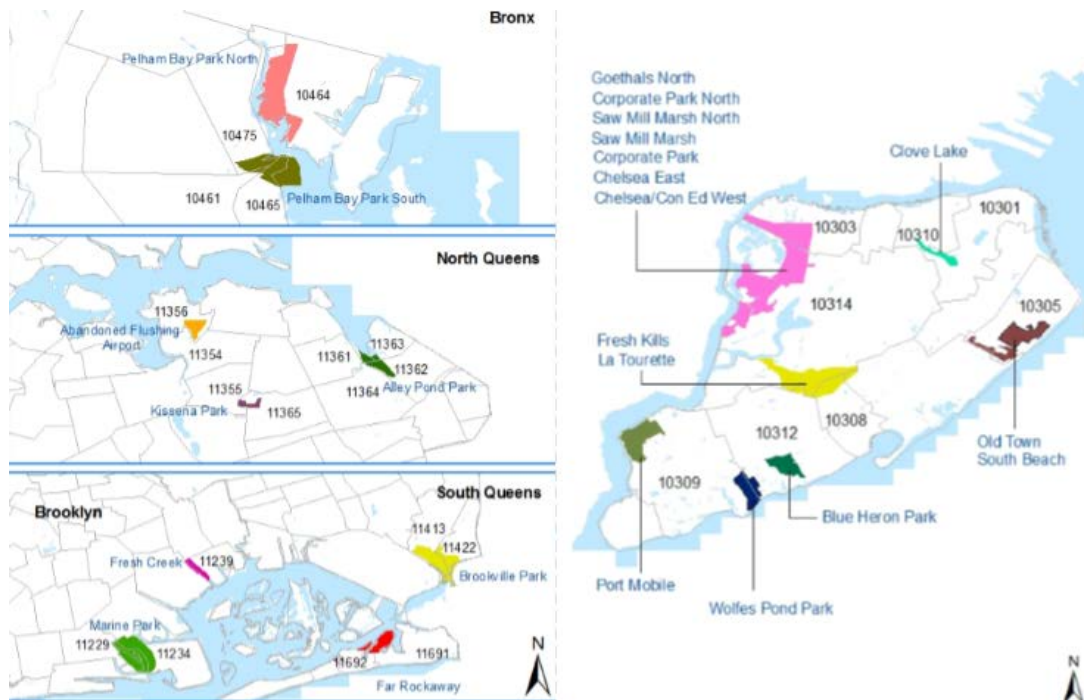 Bronx
Pelham Bay Park North
10464
10475
10461
10465
Pelham Bay Park South
North Queens
11356
Abandoned Flushing
Airport
11354
11355
Kissena Park
11365
11361
11363
11362
11364
Alley Pond Park
South Queens
Brooklyn
11413
11422
Fresh Creek
11239
Brookville Park
Marine Park
11229
11234
11692
11691
Far Rockaway
N
Goethals North
Corporate Park North
Saw Mill Marsh North
Saw Mill Marsh
Corporate Park
Chelsea East
Chelsea/Con Ed West
Clove Lake
10303
10310
10301
10314
10305
Fresh Kills
La Tourette
10312
10308
10309
Old Town
South Beach
Blue Heron Park
Port Mobile
Wolfes Pond Park
N